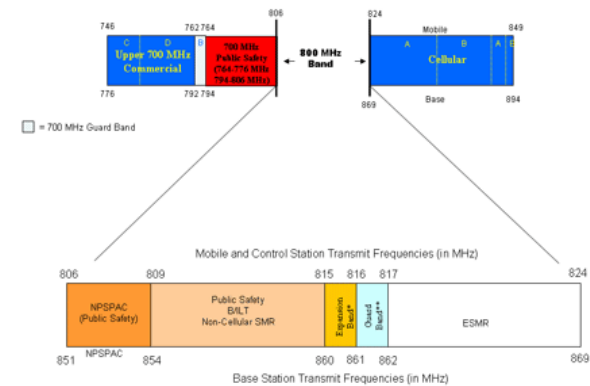 806
824
746
762 764
Mobile
849
C
D
B
A
B
A
B
Upper 700 MHz
Commercial
700 MHz
Public Safety
(764-776 MHz
794-806 MHz)
800 MHz
Band
Cellular
776
792 794
869
Base
894
= 700 MHz Guard Band
Mobile and Control Station Transmit Frequencies (in MHz)
806
809
815
816
817
824
NPSPAC
(Public Safety)
Public Safety
B/ILT
Non-Cellular SMR
Expansion
Band*
Guard
Band**
ESMR
851
NPSPAC
854
860
861
862
869
Base Station Transmit Frequencies (in MHz)